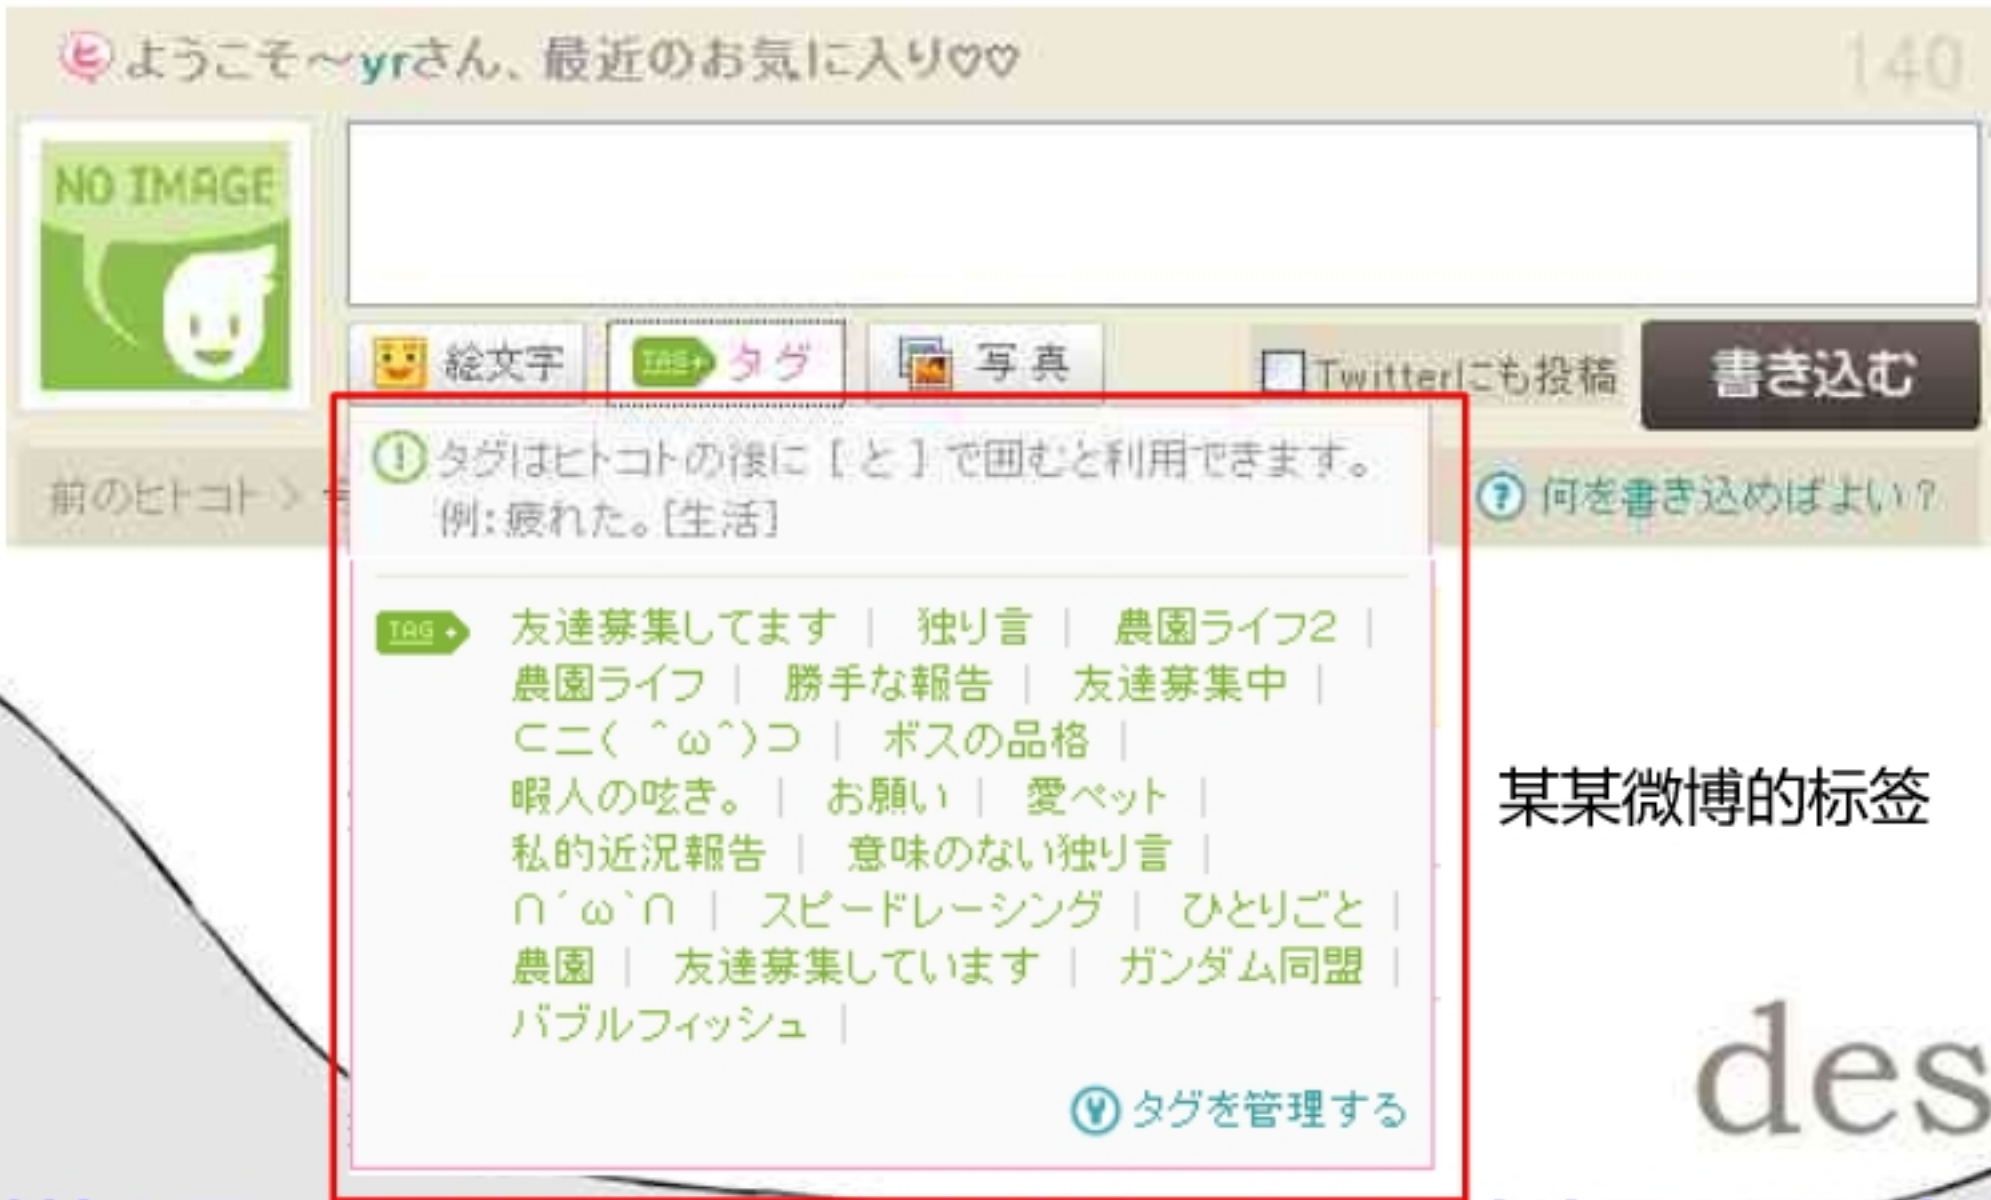 ヒ ようこそ～yrさん、最近のお気に入り♡♡
140
NO IMAGE
絵文字
TAG+ タグ
写真
Twitterにも投稿
書き込む
前のヒトコト >
! タグはヒトコトの後に [ と ] で囲むと利用できます。
例:疲れた。[生活]
? 何を書き込めばよい？
TAG + 友達募集してます | 独り言 | 農園ライフ2 |
農園ライフ | 勝手な報告 | 友達募集中 |
⊂二( ^ω^)⊃ | ボスの品格 |
暇人の呟き。 | お願い | 愛ペット |
私的近況報告 | 意味のない独り言 |
∩´ω`∩ | スピードレーシング | ひとりごと |
農園 | 友達募集しています | ガンダム同盟 |
バブルフィッシュ |
タグを管理する
某某微博的标签
des